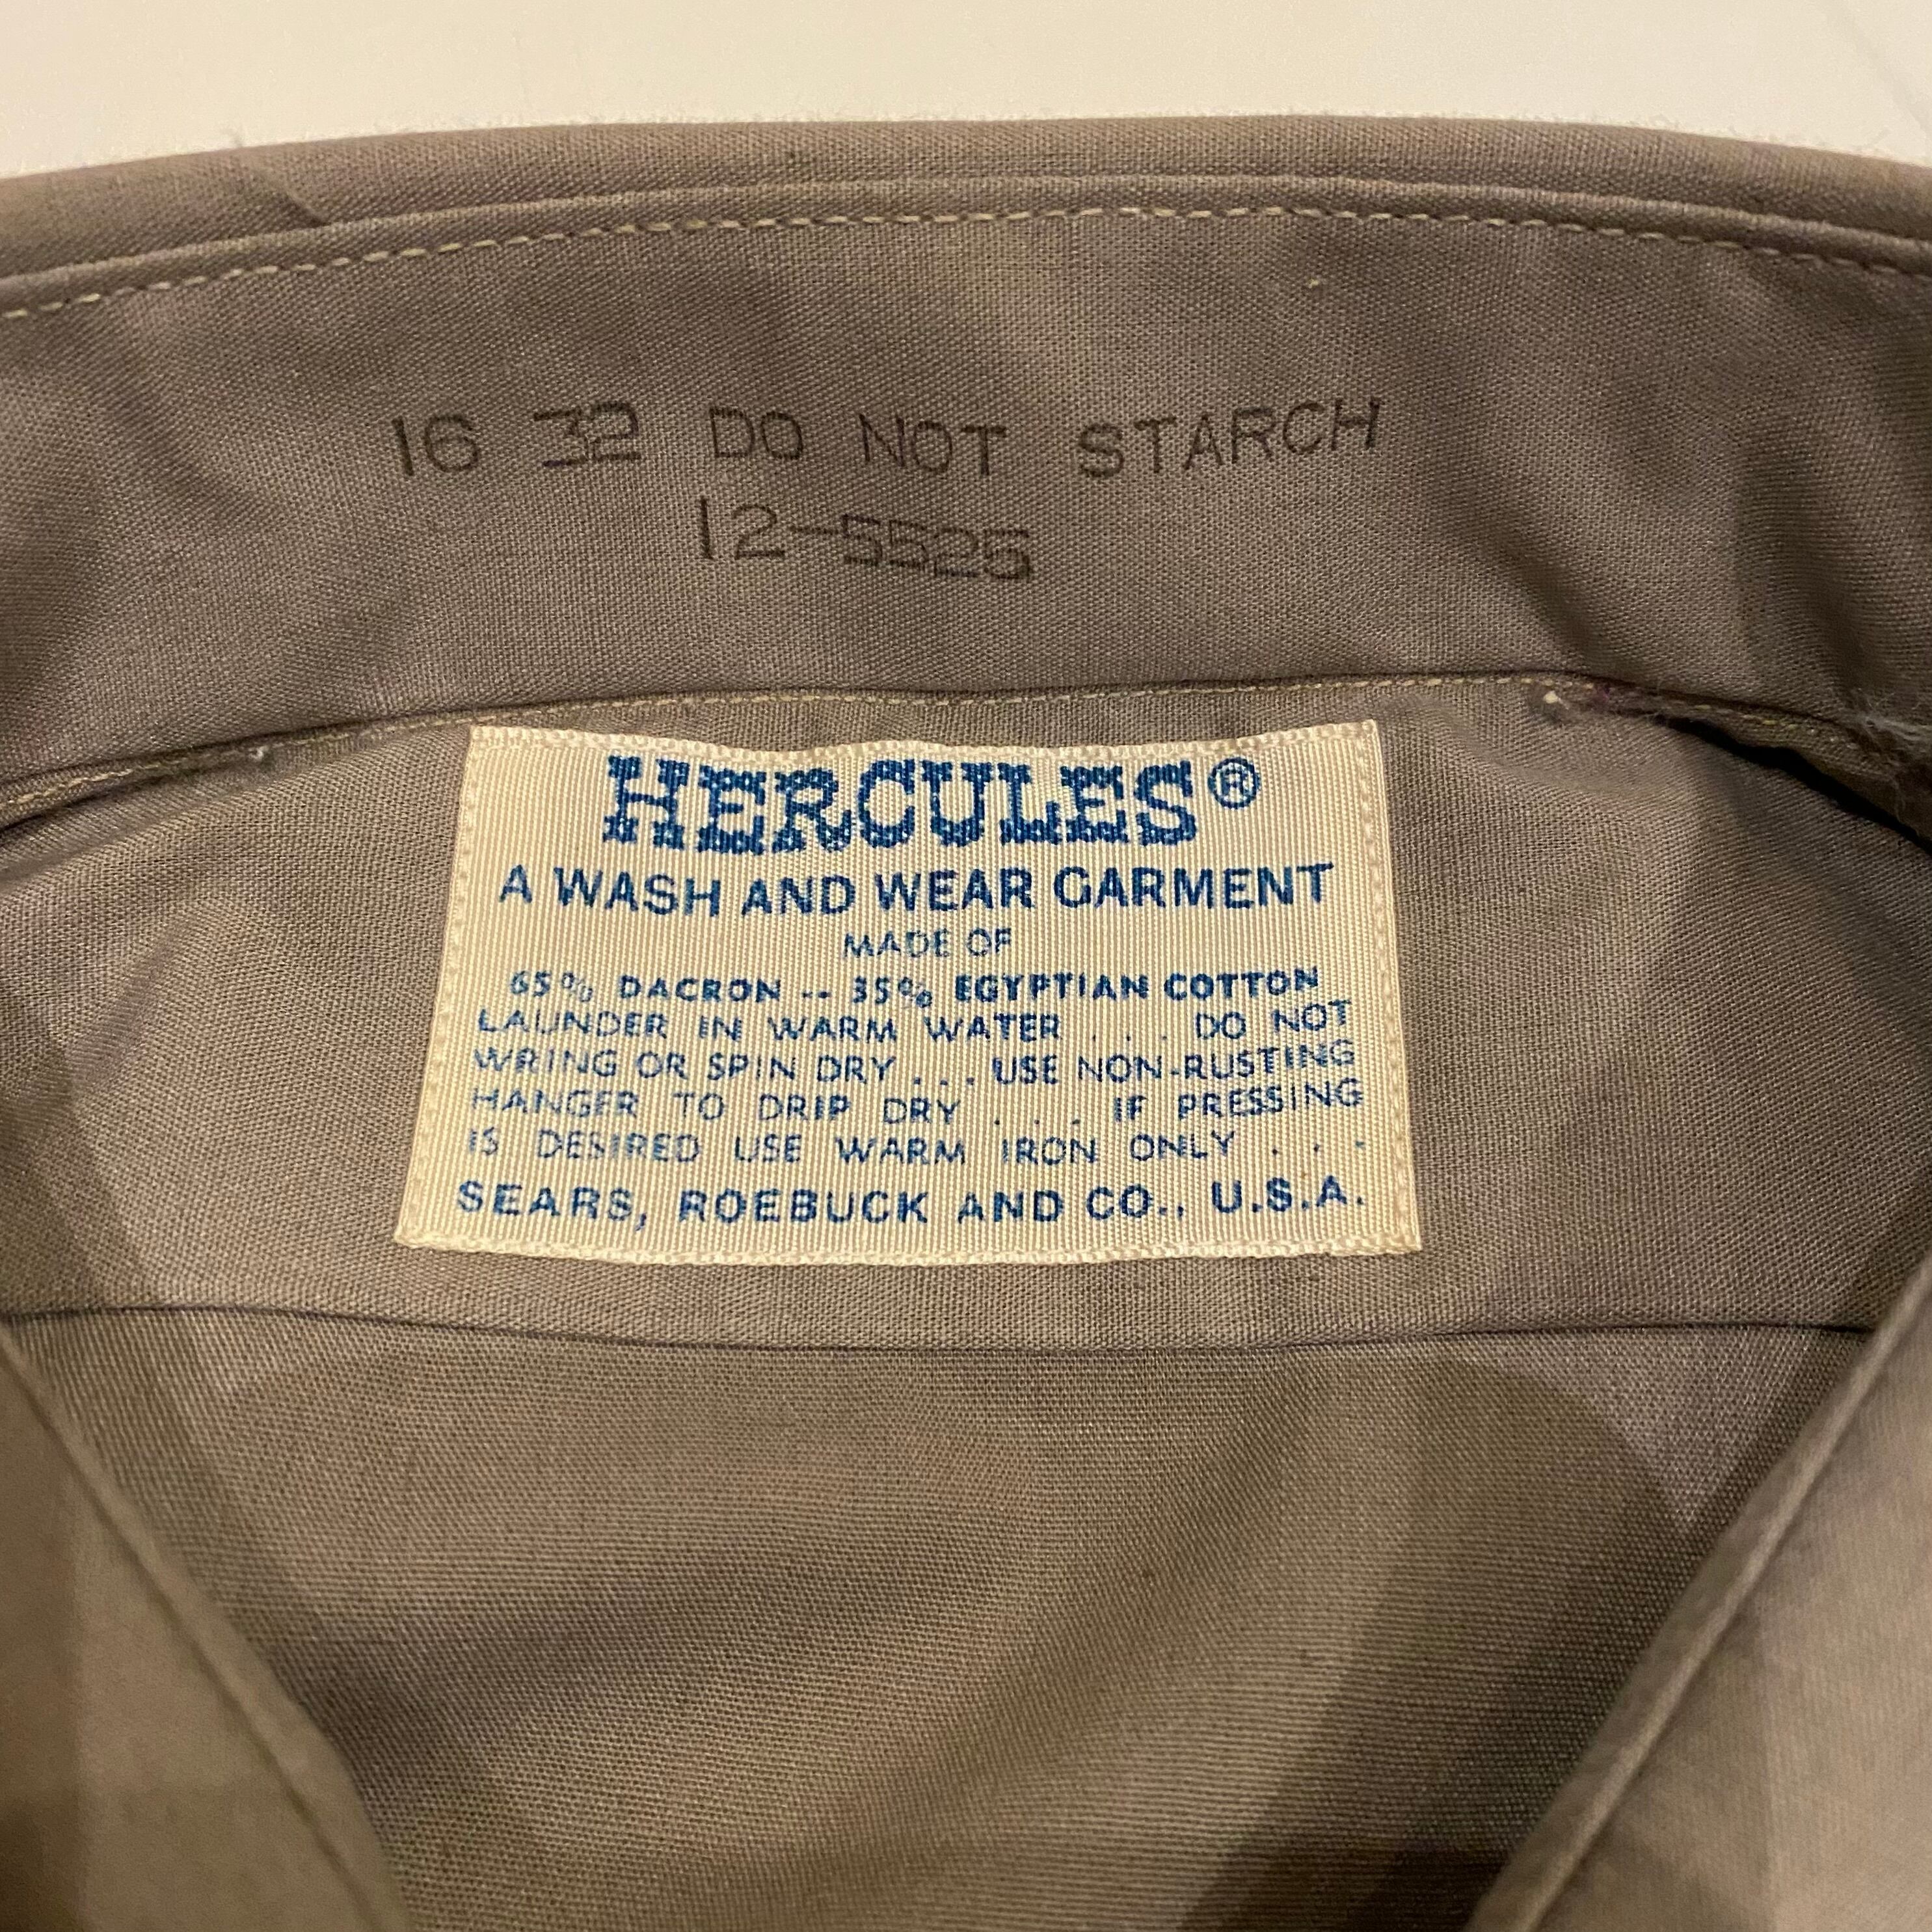 16 32 DO NOT STARCH
12-5525
HERCULES®
A WASH AND WEAR GARMENT
MADE OF
65% DACRON -- 35% EGYPTIAN COTTON
LAUNDER IN WARM WATER . . . DO NOT
WRING OR SPIN DRY . . . USE NON-RUSTING
HANGER TO DRIP DRY . . . IF PRESSING
IS DESIRED USE WARM IRON ONLY . . .
SEARS, ROEBUCK AND CO., U.S.A.